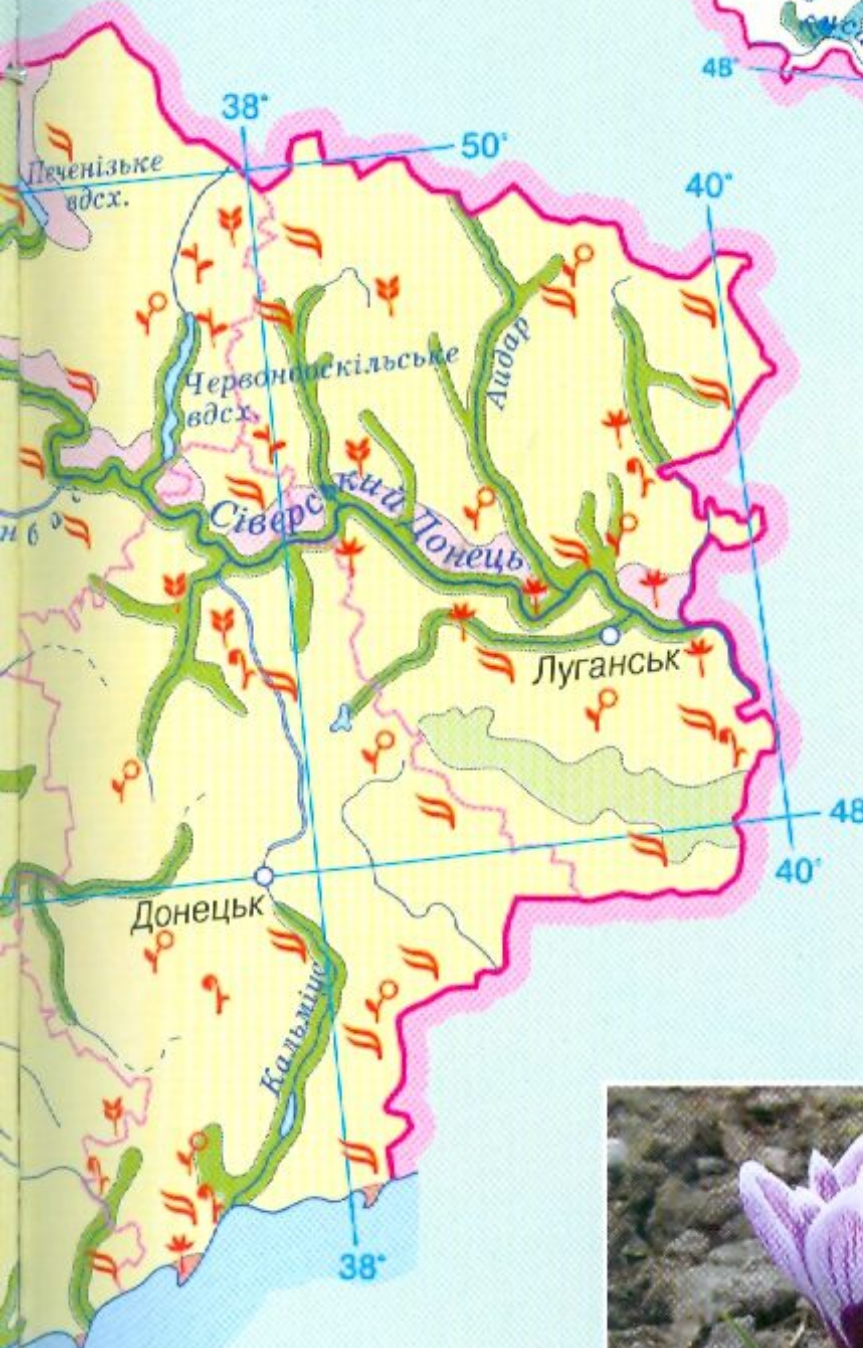 48°
38°
50°
40°
Печенізьке
вдсх.
Червонооскільське
вдсх.
Айдар
Сіверський Донець
Луганськ
48
40°
Донецьк
Кальміус
38°